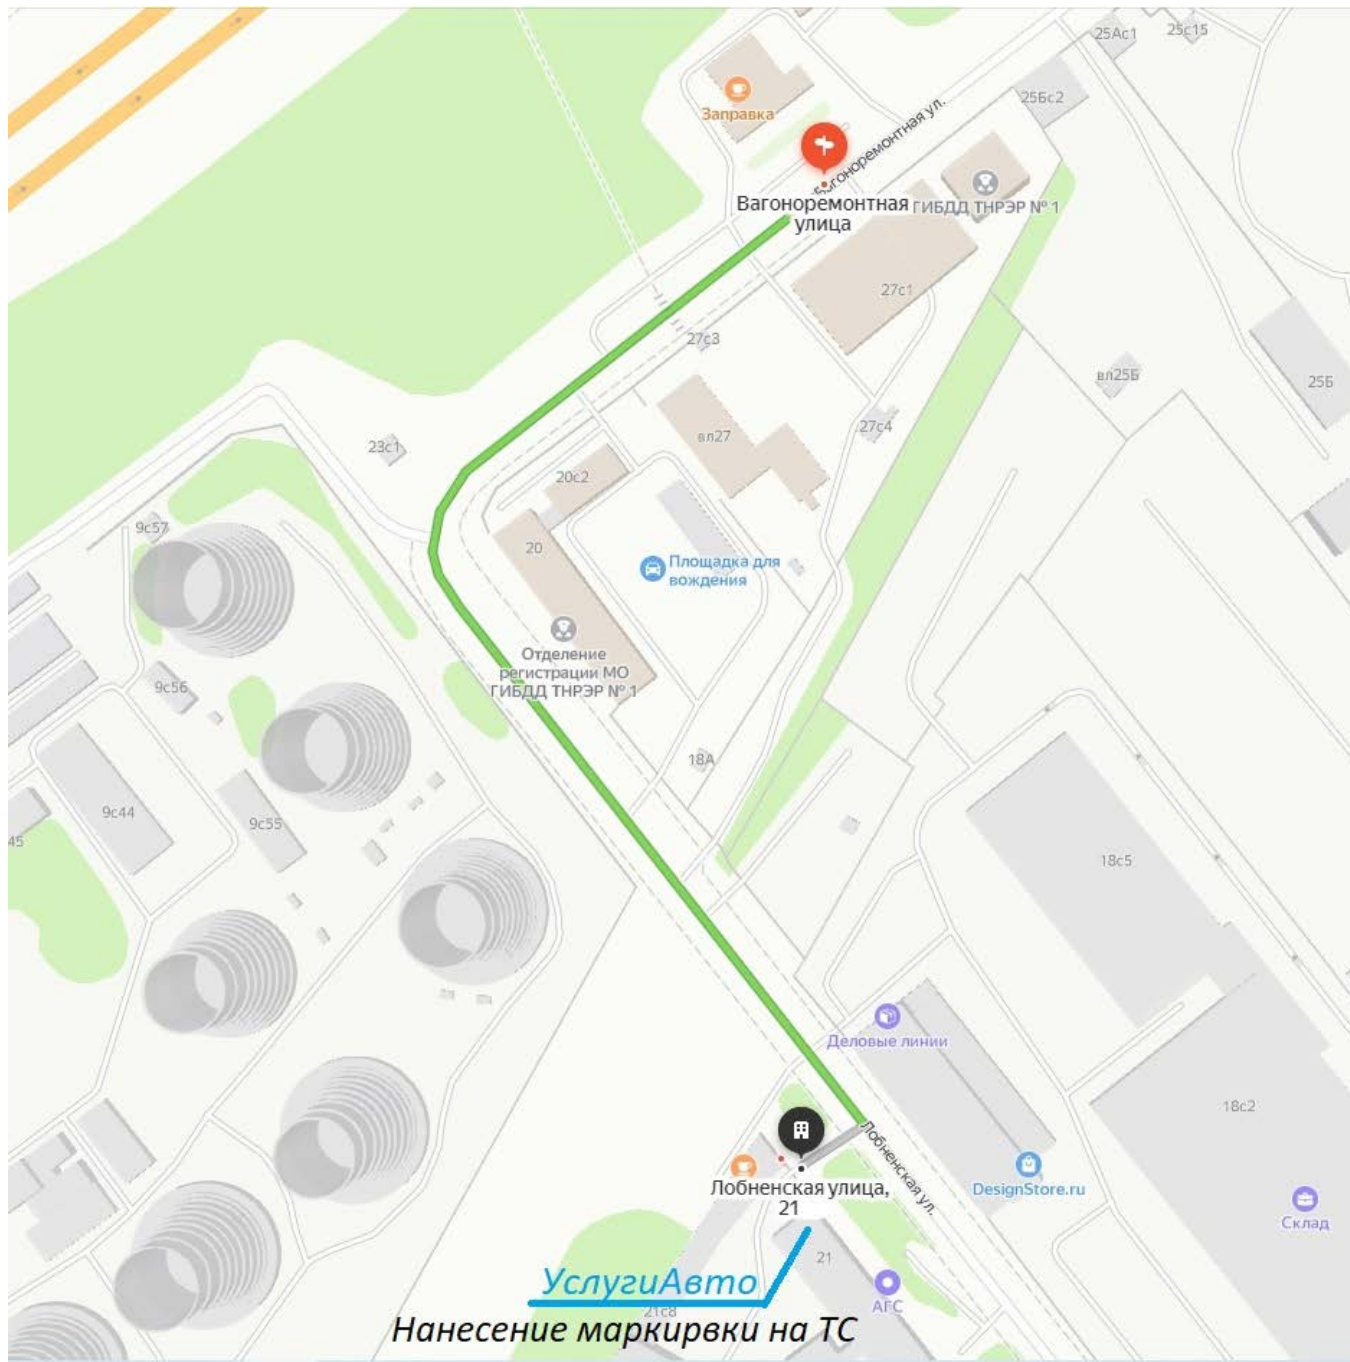 25Ас1
25с15
25Бс2
Заправка
Вагоноремонтная ул.
Вагоноремонтная
улица
ГИБДД ТНРЭР № 1
27с1
27с3
вл25Б
25Б
23с1
вл27
27с4
20с2
9с57
20
Площадка для
вождения
Отделение
регистрации МО
ГИБДД ТНРЭР № 1
9с56
18А
9с44
9с55
45
18с5
Деловые линии
18с2
Лобненская ул.
Лобненская улица,
21
DesignStore.ru
Склад
21
УслугиАвто
АГС
21с8
Нанесение маркирвки на ТС